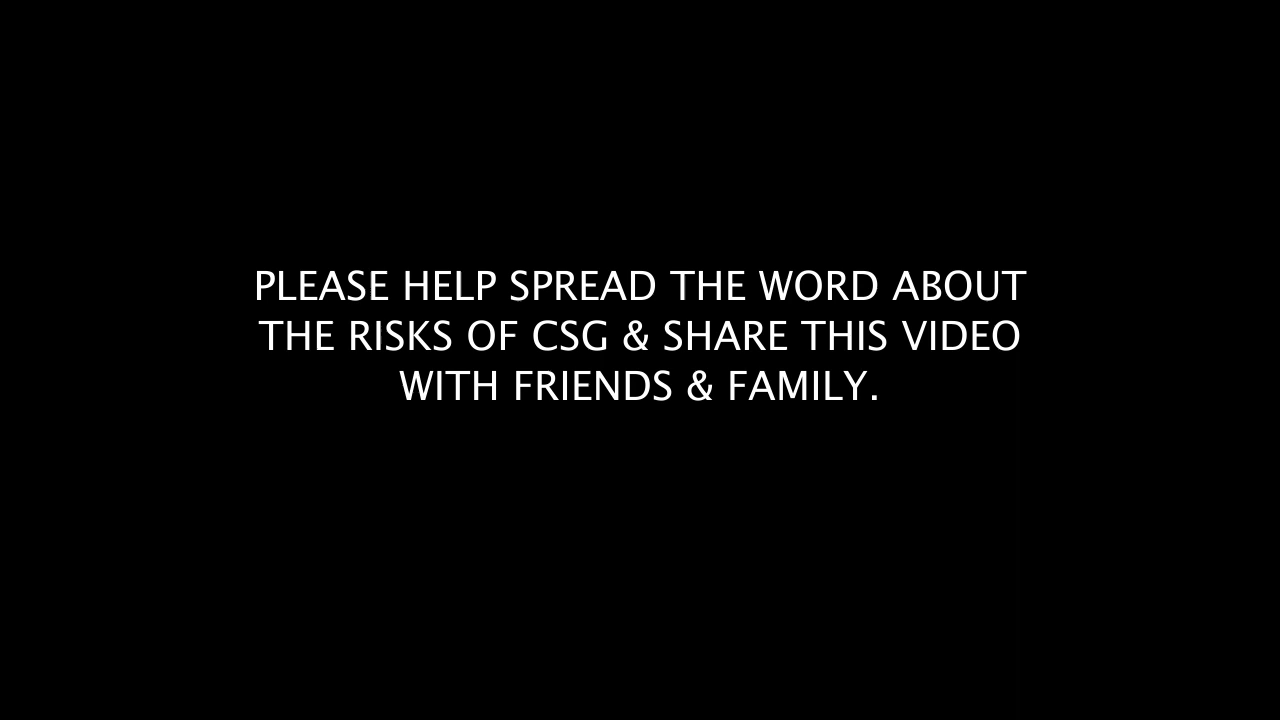 PLEASE HELP SPREAD THE WORD ABOUT
THE RISKS OF CSG & SHARE THIS VIDEO
WITH FRIENDS & FAMILY.